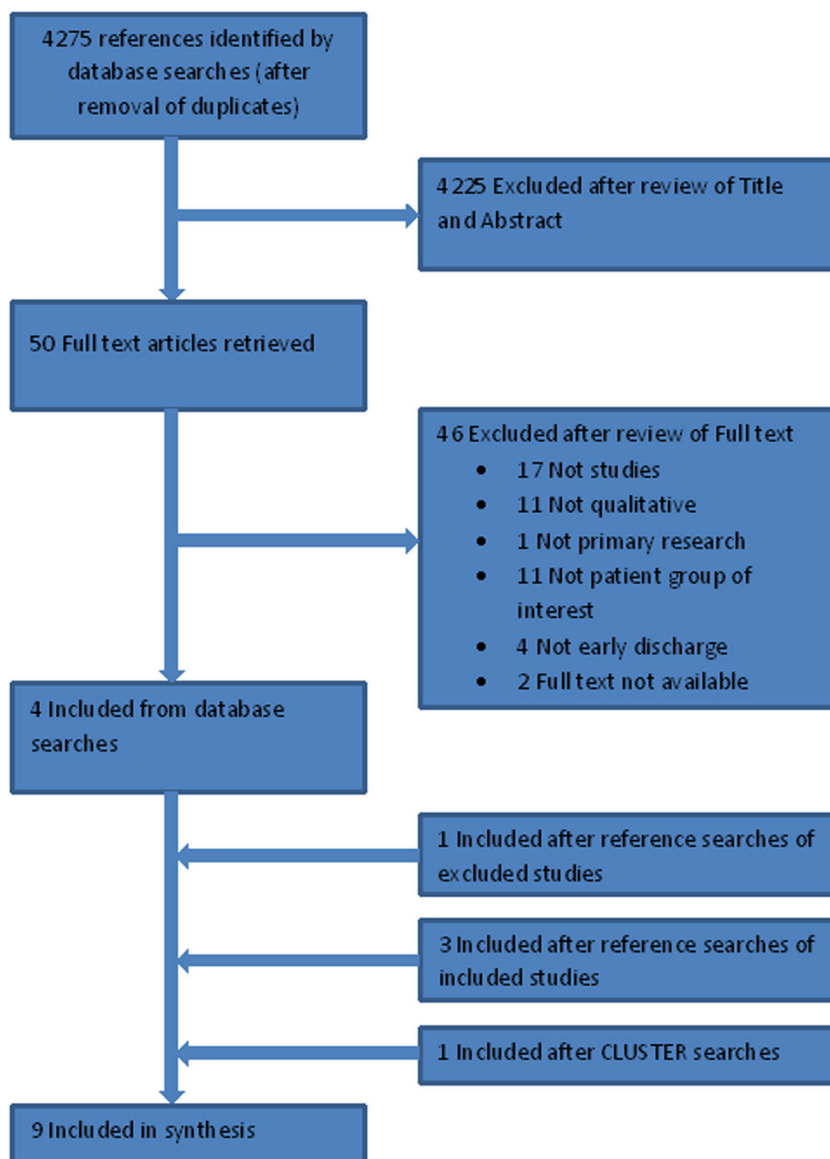 4275 references identified by
database searches (after
removal of duplicates)
4225 Excluded after review of Title
and Abstract
50 Full text articles retrieved
46 Excluded after review of Full text
• 17 Not studies
• 11 Not qualitative
• 1 Not primary research
• 11 Not patient group of
interest
• 4 Not early discharge
• 2 Full text not available
4 Included from database
searches
1 Included after reference searches of
excluded studies
3 Included after reference searches of
included studies
1 Included after CLUSTER searches
9 Included in synthesis